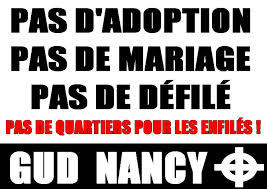 PAS D'ADOPTION
PAS DE MARIAGE
PAS DE DÉFILÉ
PAS DE QUARTIERS POUR LES ENFILÉS !
GUD NANCY